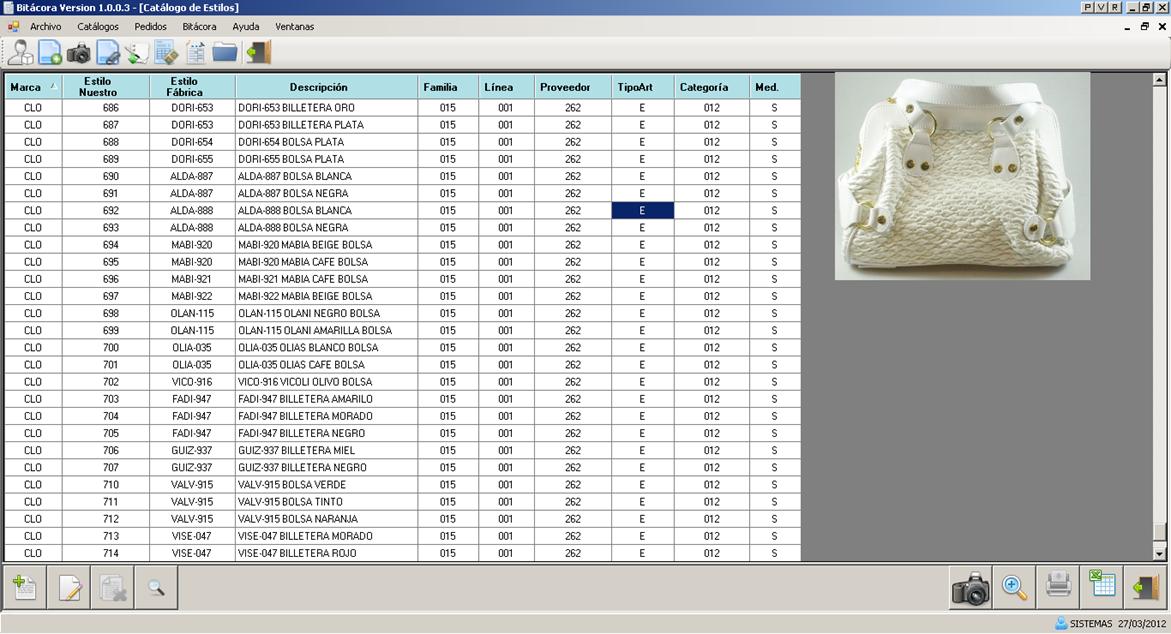 Bitácora Version 1.0.0.3 - [Catálogo de Estilos]
P V R
Archivo Catálogos Pedidos Bitácora Ayuda Ventanas
Marca Estilo Nuestro Estilo Fábrica Descripción Familia Línea Proveedor TipoArt Categoría Med.
CLO 686 DORI-653 DORI-653 BILLETERA ORO 015 001 262 E 012 S
CLO 687 DORI-653 DORI-653 BILLETERA PLATA 015 001 262 E 012 S
CLO 688 DORI-654 DORI-654 BOLSA PLATA 015 001 262 E 012 S
CLO 689 DORI-655 DORI-655 BOLSA PLATA 015 001 262 E 012 S
CLO 690 ALDA-887 ALDA-887 BOLSA BLANCA 015 001 262 E 012 S
CLO 691 ALDA-887 ALDA-887 BOLSA NEGRA 015 001 262 E 012 S
CLO 692 ALDA-888 ALDA-888 BOLSA BLANCA 015 001 262 E 012 S
CLO 693 ALDA-888 ALDA-888 BOLSA NEGRA 015 001 262 E 012 S
CLO 694 MABI-920 MABI-920 MABIA BEIGE BOLSA 015 001 262 E 012 S
CLO 695 MABI-920 MABI-920 MABIA CAFE BOLSA 015 001 262 E 012 S
CLO 696 MABI-921 MABI-921 MABIA CAFE BOLSA 015 001 262 E 012 S
CLO 697 MABI-922 MABI-922 MABIA BEIGE BOLSA 015 001 262 E 012 S
CLO 698 OLAN-115 OLAN-115 OLANI NEGRO BOLSA 015 001 262 E 012 S
CLO 699 OLAN-115 OLAN-115 OLANI AMARILLA BOLSA 015 001 262 E 012 S
CLO 700 OLIA-035 OLIA-035 OLIAS BLANCO BOLSA 015 001 262 E 012 S
CLO 701 OLIA-035 OLIA-035 OLIAS CAFE BOLSA 015 001 262 E 012 S
CLO 702 VICO-916 VICO-916 VICOLI OLIVO BOLSA 015 001 262 E 012 S
CLO 703 FADI-947 FADI-947 BILLETERA AMARILO 015 001 262 E 012 S
CLO 704 FADI-947 FADI-947 BILLETERA MORADO 015 001 262 E 012 S
CLO 705 FADI-947 FADI-947 BILLETERA NEGRO 015 001 262 E 012 S
CLO 706 GUIZ-937 GUIZ-937 BILLETERA MIEL 015 001 262 E 012 S
CLO 707 GUIZ-937 GUIZ-937 BILLETERA NEGRO 015 001 262 E 012 S
CLO 710 VALV-915 VALV-915 BOLSA VERDE 015 001 262 E 012 S
CLO 711 VALV-915 VALV-915 BOLSA TINTO 015 001 262 E 012 S
CLO 712 VALV-915 VALV-915 BOLSA NARANJA 015 001 262 E 012 S
CLO 713 VISE-047 VISE-047 BILLETERA MORADO 015 001 262 E 012 S
CLO 714 VISE-047 VISE-047 BILLETERA ROJO 015 001 262 E 012 S
SISTEMAS 27/03/2012